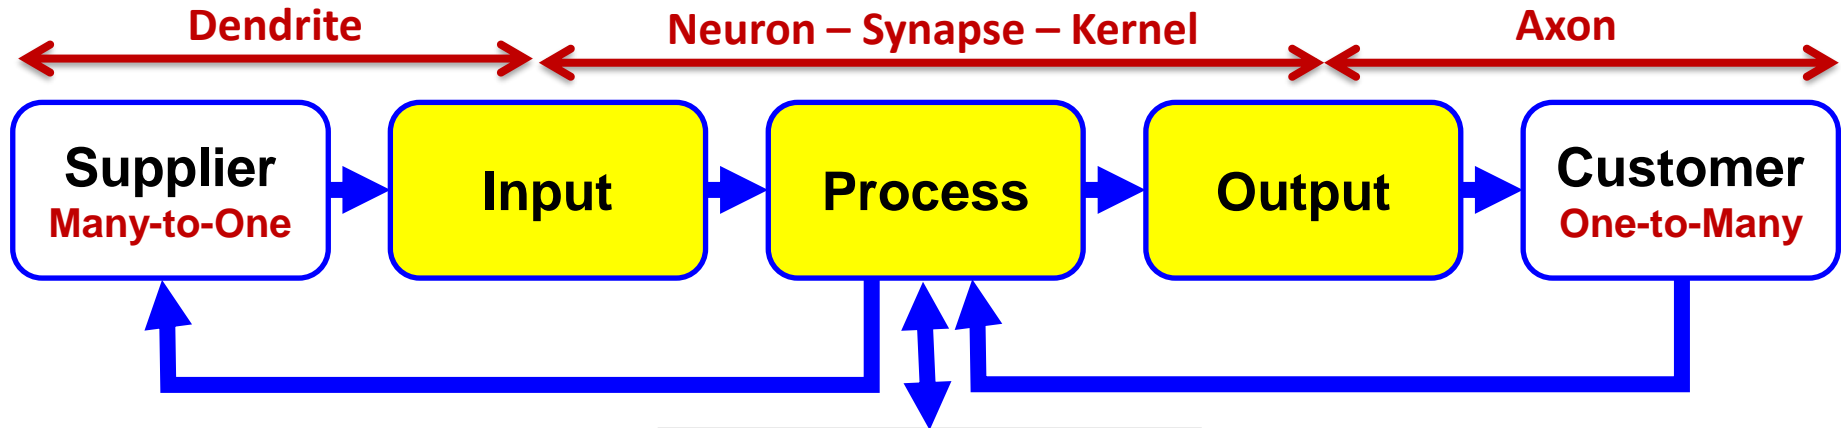 Dendrite
Neuron – Synapse – Kernel
Axon
Supplier
Many-to-One
Input
Process
Output
Customer
One-to-Many